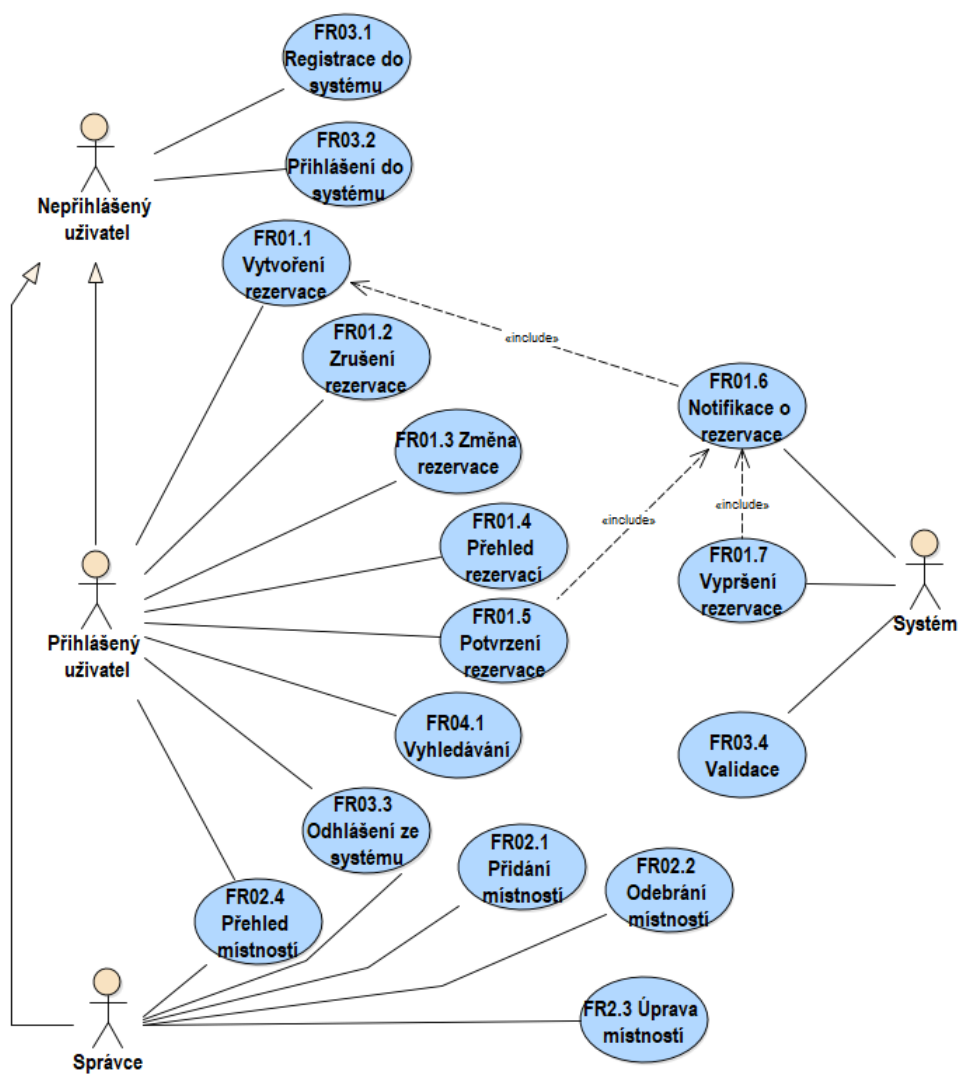 FR03.1
Registrace do
systému
FR03.2
Přihlášení do
systému
Nepřihlášený
uživatel
FR01.1
Vytvoření
rezervace
FR01.2
Zrušení
rezervace
«include»
FR01.6
Notifikace o
rezervace
FR01.3 Změna
rezervace
«include»
«include»
FR01.4
Přehled
rezervací
FR01.7
Vypršení
rezervace
Systém
FR01.5
Potvrzení
rezervace
Přihlášený
uživatel
FR04.1
Vyhledávání
FR03.4
Validace
FR03.3
Odhlášení ze
systému
FR02.1
Přidání
místností
FR02.2
Odebrání
místností
FR02.4
Přehled
místností
FR2.3 Úprava
místností
Správce